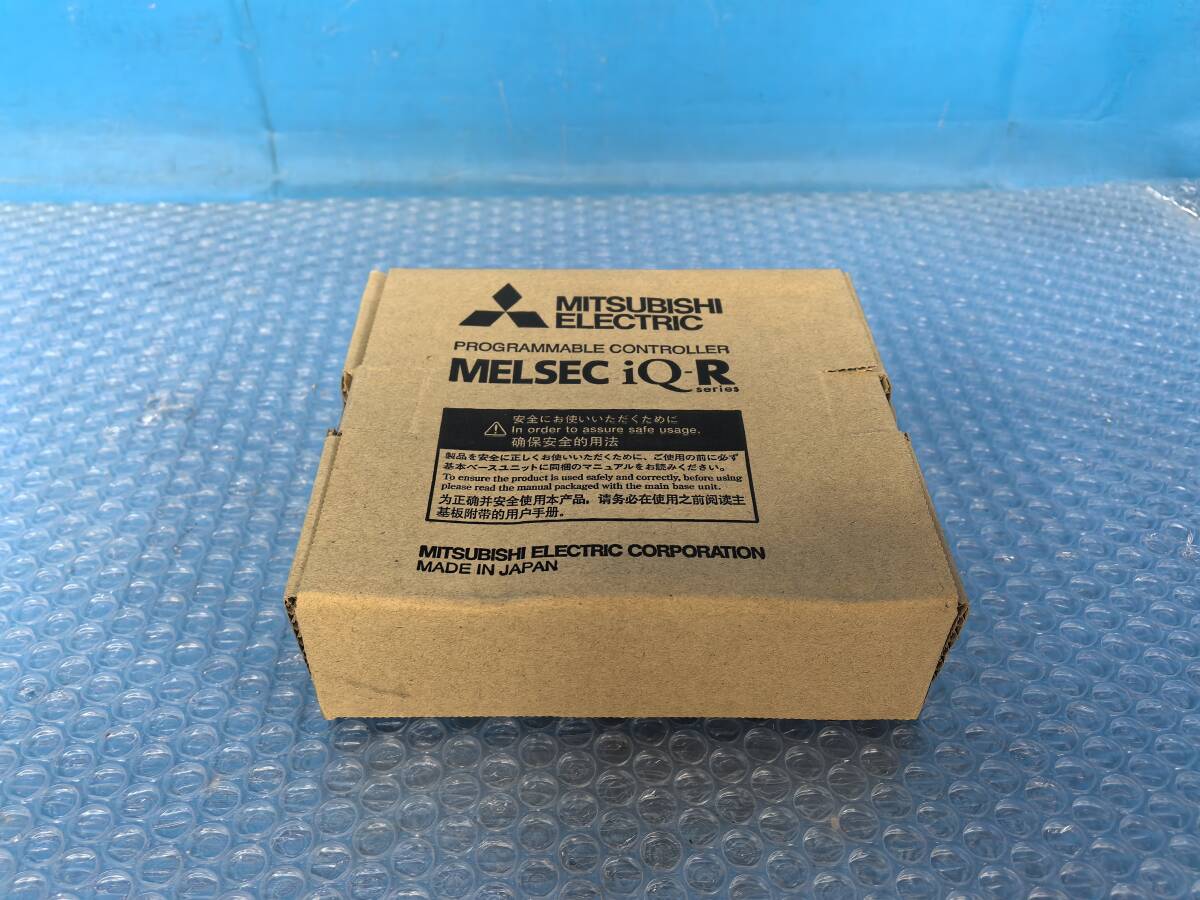 MITSUBISHI
ELECTRIC
PROGRAMMABLE CONTROLLER
MELSEC iQ-R
series
安全にお使いいただくために
In order to assure safe usage.
确保安全的用法
製品を安全に正しくお使いいただくために、ご使用の前に必ず
基本ベースユニットに同梱のマニュアルをお読みください。
To ensure the product is used safely and correctly, before using
please read the manual packaged with the main base unit.
为正确并安全使用本产品，请务必在使用之前阅读主
基板附带的用户手册。
MITSUBISHI ELECTRIC CORPORATION
MADE IN JAPAN